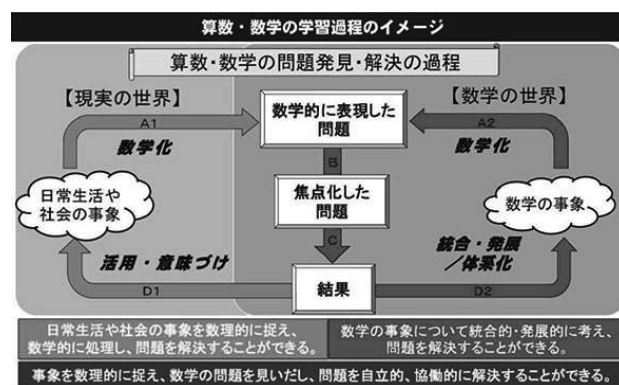 算数・数学の学習過程のイメージ
算数・数学の問題発見・解決の過程
【現実の世界】
【数学の世界】
A1
数学化
数学的に表現した
問題
A2
数学化
B
日常生活や
社会の事象
焦点化した
問題
数学の事象
C
活用・意味づけ
統合・発展
／体系化
D1
結果
D2
日常生活や社会の事象を数理的に捉え、
数学的に処理し、問題を解決することができる。
数学の事象について統合的・発展的に考え、
問題を解決することができる。
事象を数理的に捉え、数学の問題を見いだし、問題を自立的、協働的に解決することができる。